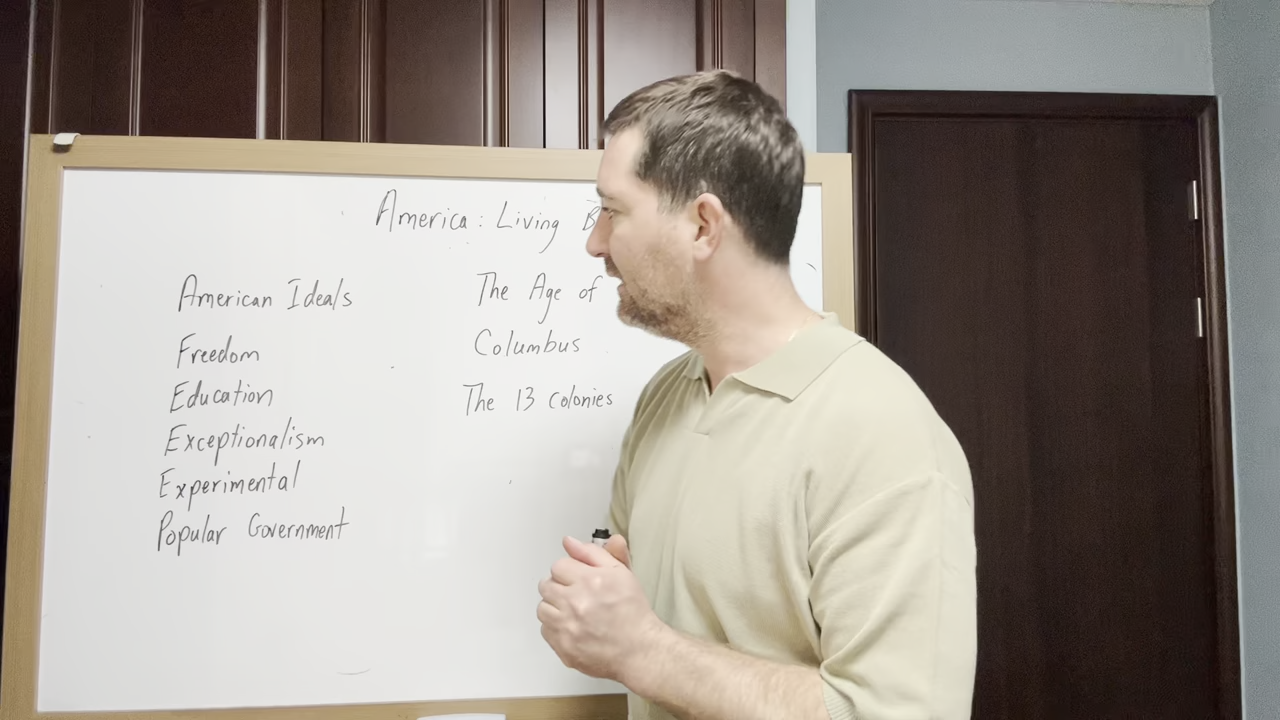 America: Living
American Ideals
Freedom
Education
Exceptionalism
Experimental
Popular Government
The Age of
Columbus
The 13 colonies